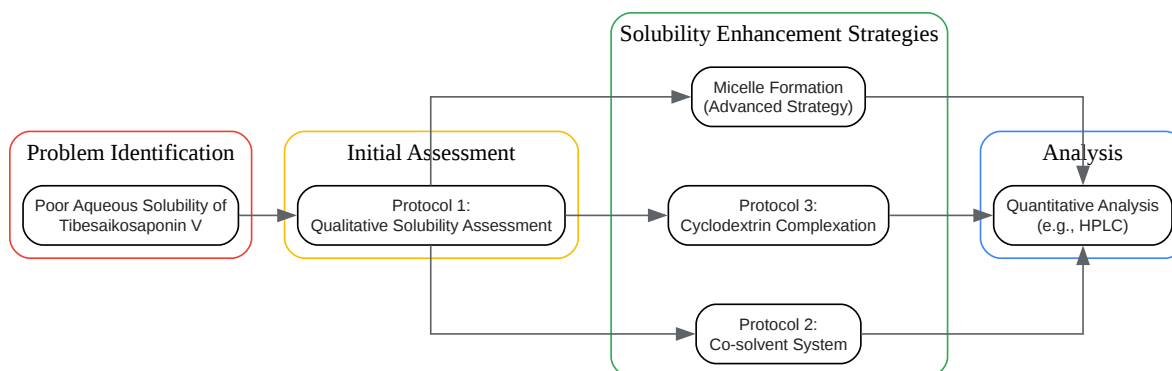 Problem Identification
Poor Aqueous Solubility of
Tibesaikosaponin V
Initial Assessment
Protocol 1:
Qualitative Solubility Assessment
Solubility Enhancement Strategies
Micelle Formation
(Advanced Strategy)
Protocol 3:
Cyclodextrin Complexation
Protocol 2:
Co-solvent System
Analysis
Quantitative Analysis
(e.g., HPLC)